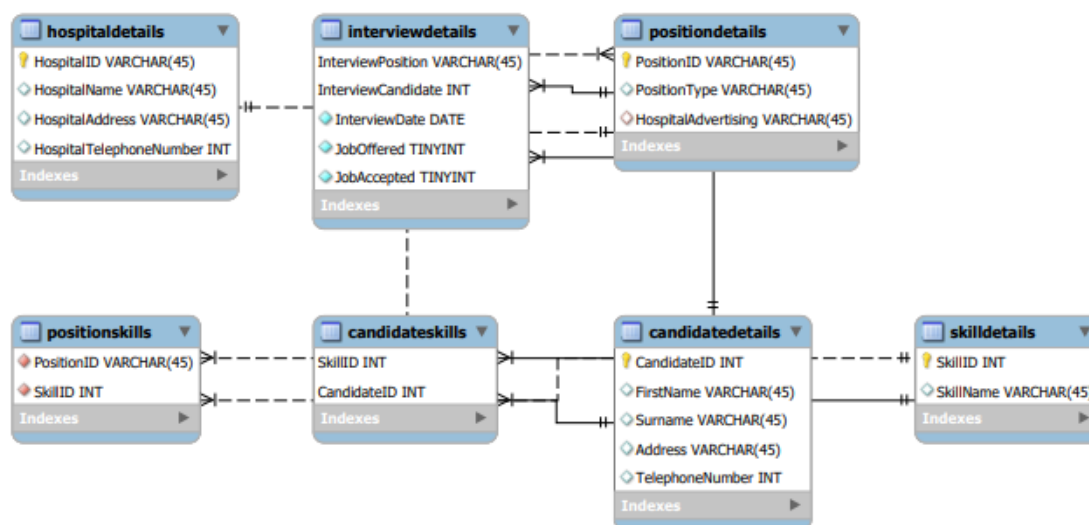 hospitaldetails
HospitalID VARCHAR(45)
HospitalName VARCHAR(45)
HospitalAddress VARCHAR(45)
HospitalTelephoneNumber INT
Indexes
interviewdetails
InterviewPosition VARCHAR(45)
InterviewCandidate INT
InterviewDate DATE
JobOffered TINYINT
JobAccepted TINYINT
Indexes
positiondetails
PositionID VARCHAR(45)
PositionType VARCHAR(45)
HospitalAdvertising VARCHAR(45)
Indexes
positionskills
PositionID VARCHAR(45)
SkillID INT
Indexes
candidateskills
SkillID INT
CandidateID INT
Indexes
candidatedetails
CandidateID INT
FirstName VARCHAR(45)
Surname VARCHAR(45)
Address VARCHAR(45)
TelephoneNumber INT
Indexes
skilldetails
SkillID INT
SkillName VARCHAR(45)
Indexes